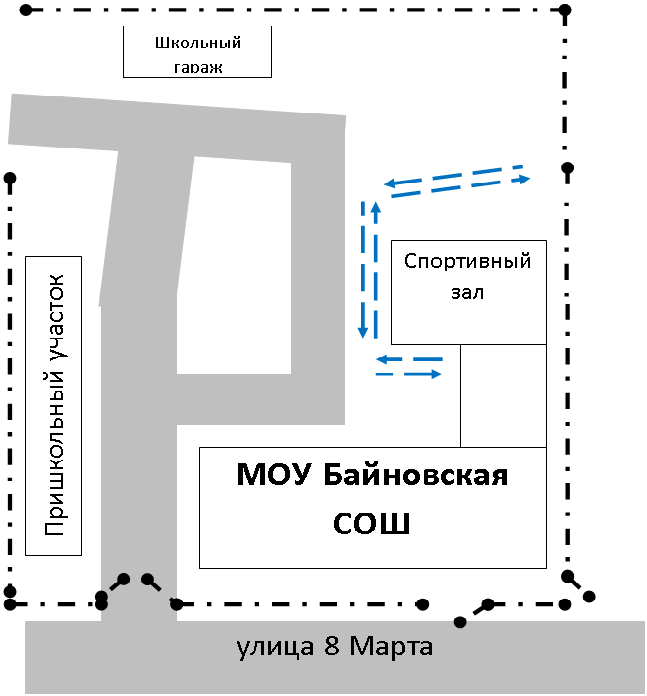 Школьный
гараж
Спортивный
зал
Пришкольный участок
МОУ Байновская
СОШ
улица 8 Марта